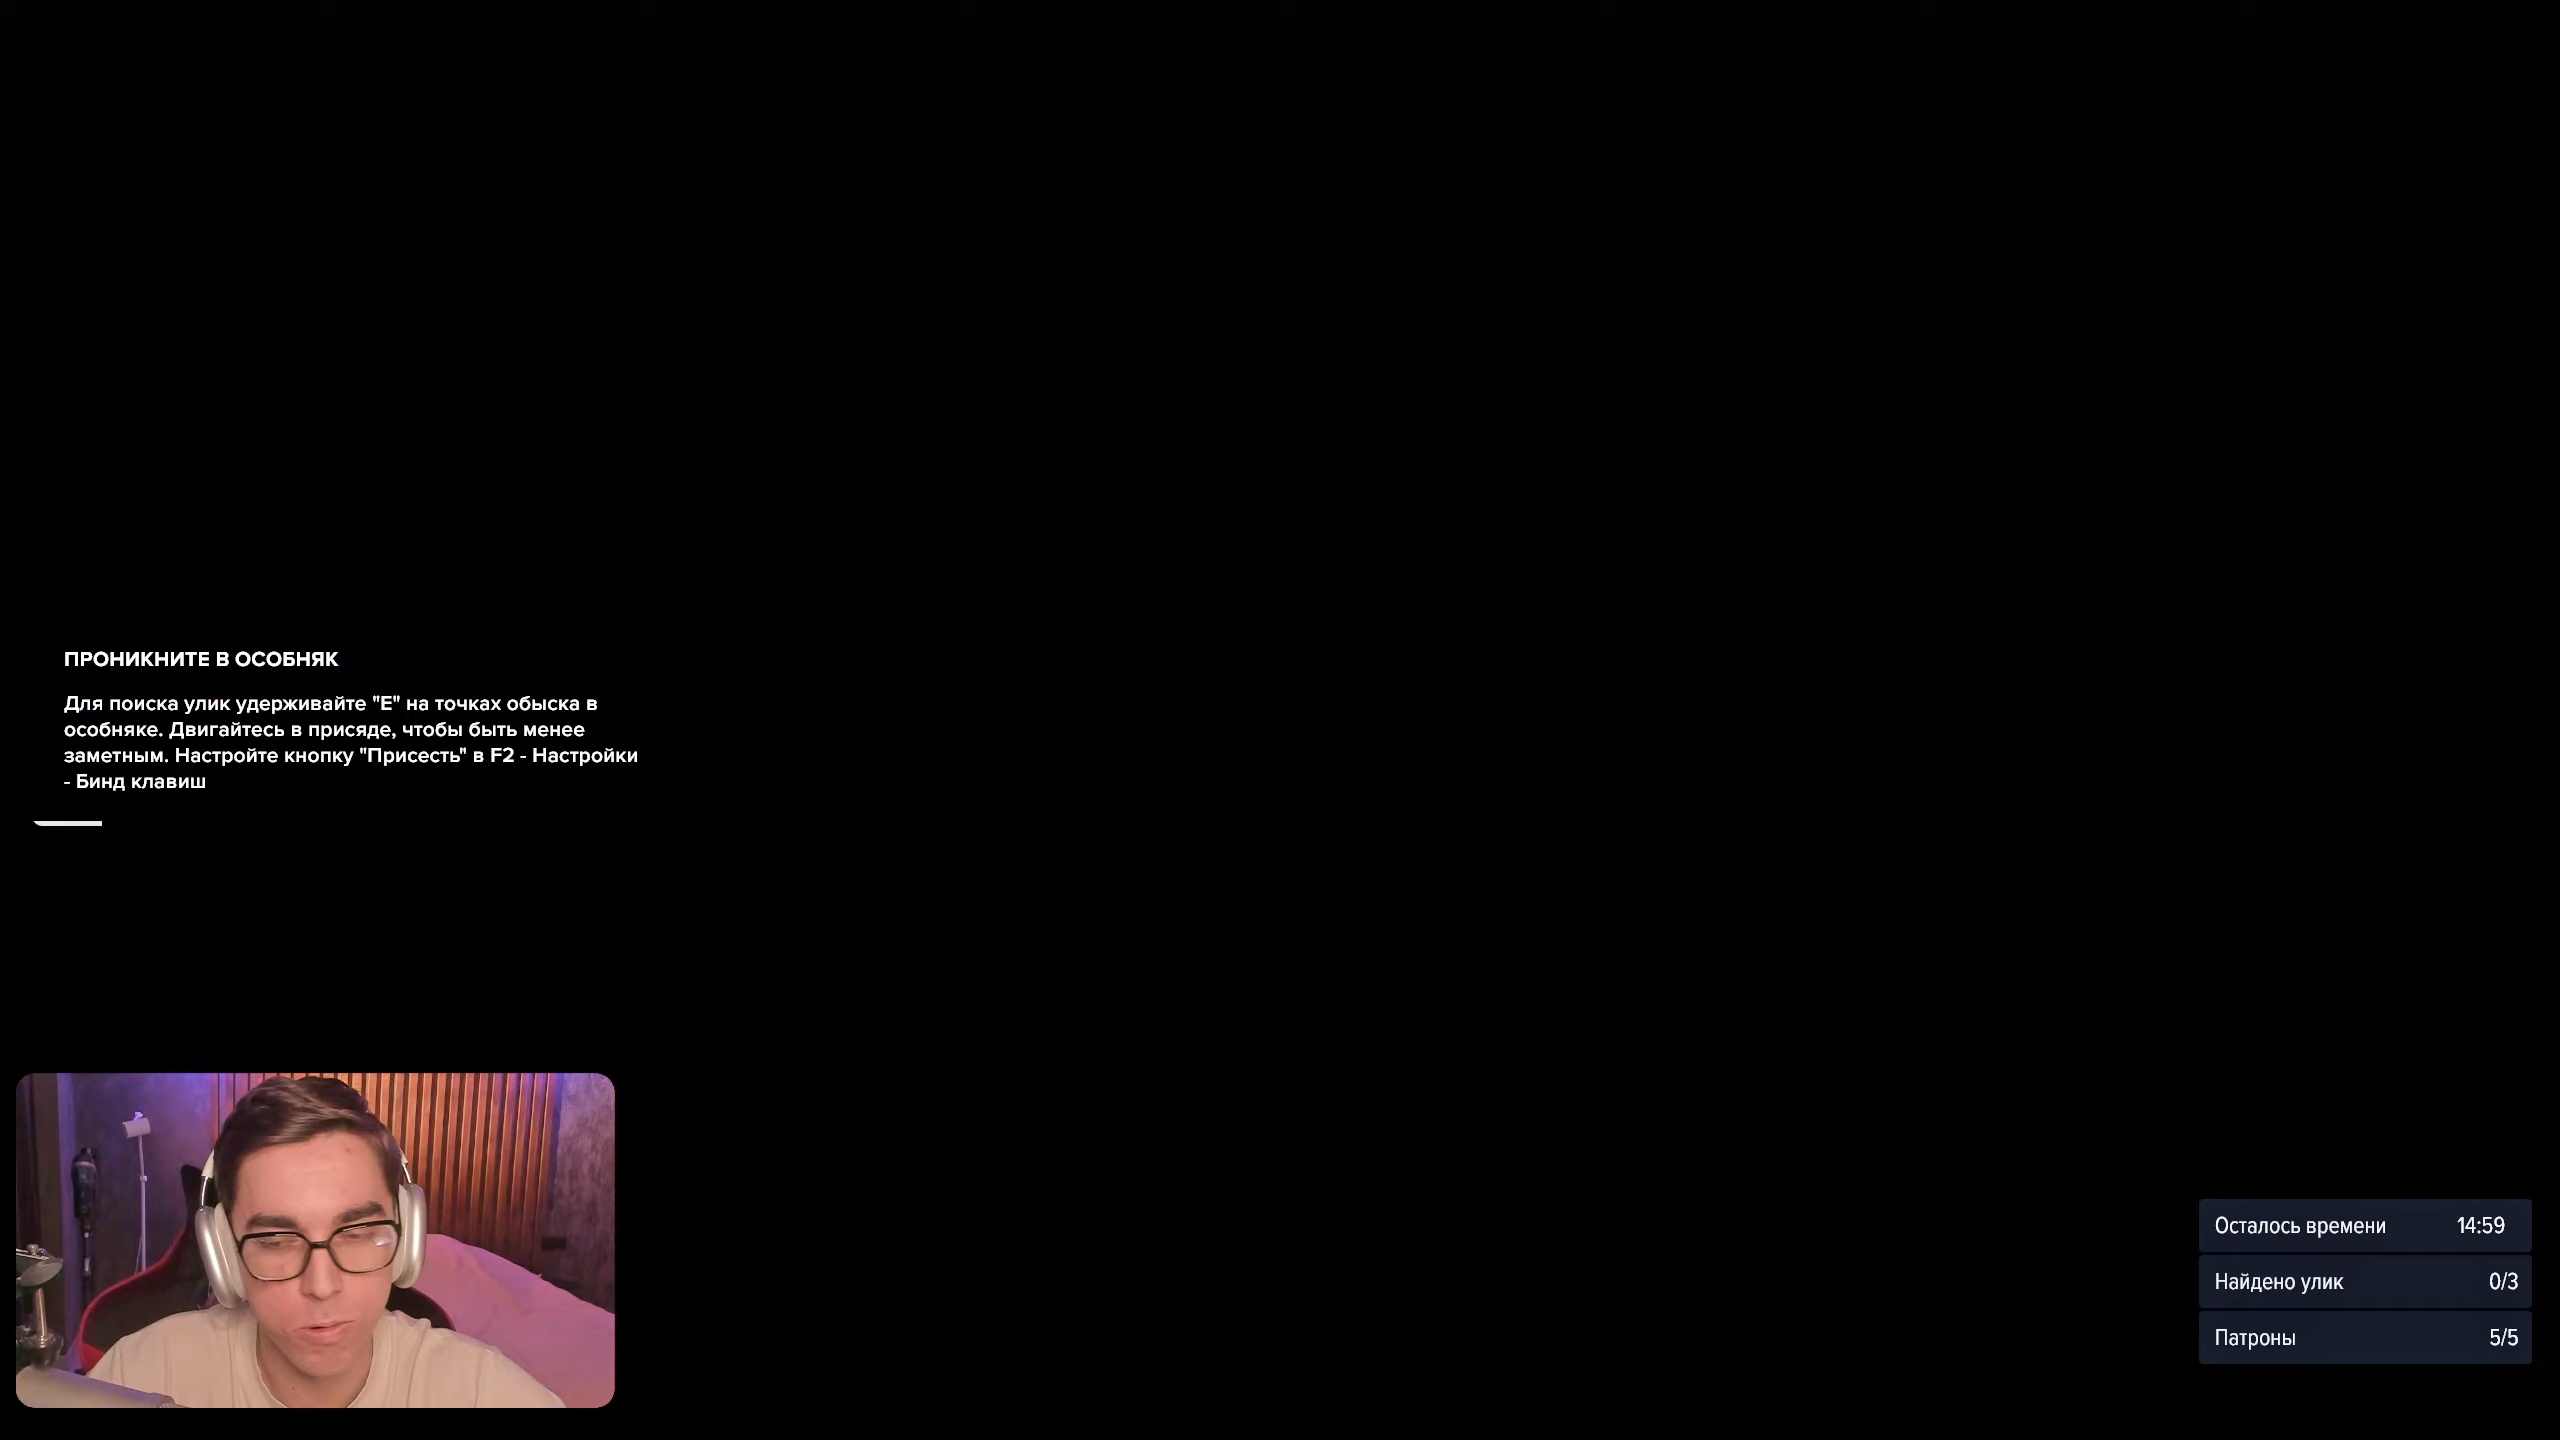 ПРОНИКНИТЕ В ОСОБНЯК
Для поиска улик удерживайте "E" на точках обыска в
особняке. Двигайтесь в присяде, чтобы быть менее
заметным. Настройте кнопку "Присесть" в F2 - Настройки
- Бинд клавиш
Осталось времени 14:59
Найдено улик 0/3
Патроны 5/5